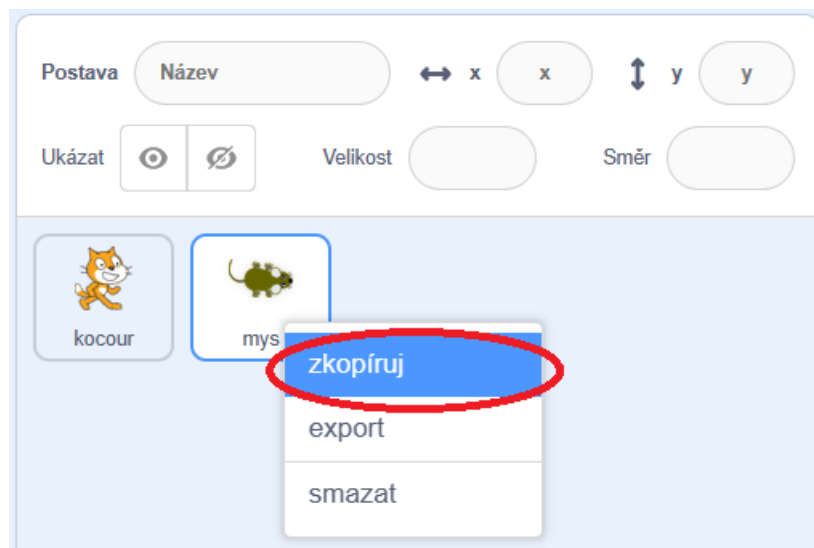 Postava Název x x y y
Ukázat Velikost Směr
kocour mys
zkopíruj
export
smazat